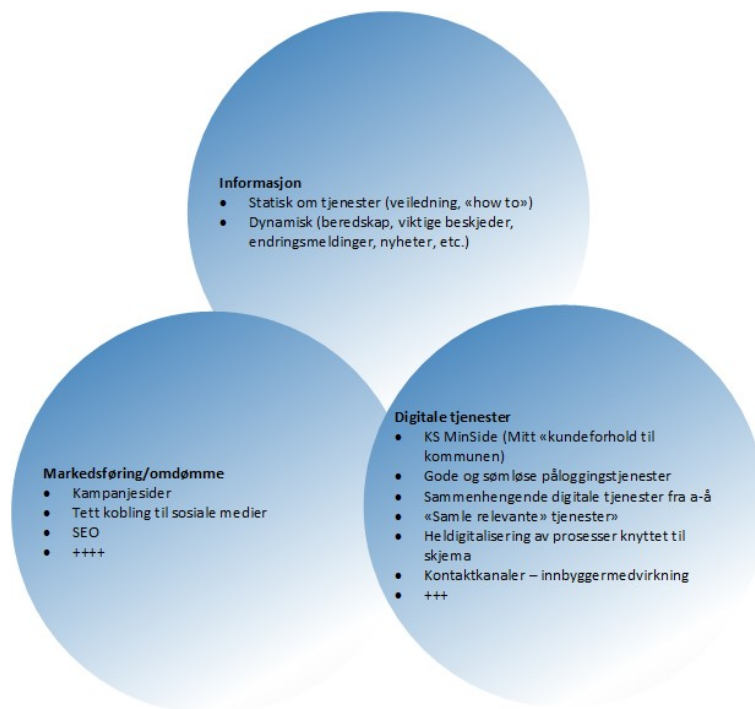 Informasjon
• Statisk om tjenester (veiledning, «how to»)
• Dynamisk (beredskap, viktige beskjeder,
endringsmeldinger, nyheter, etc.)
Markedsføring/omdømme
• Kampanjesider
• Tett kobling til sosiale medier
• SEO
• ++++
Digitale tjenester
• KS MinSide (Mitt «kundeforhold til
kommunen)
• Gode og sømløse påloggingstjenester
• Sammenhengende digitale tjenester fra a-å
• «Samle relevante» tjenester»
• Heldigitalisering av prosesser knyttet til
skjema
• Kontaktkanaler – innbyggermedvirkning
• +++